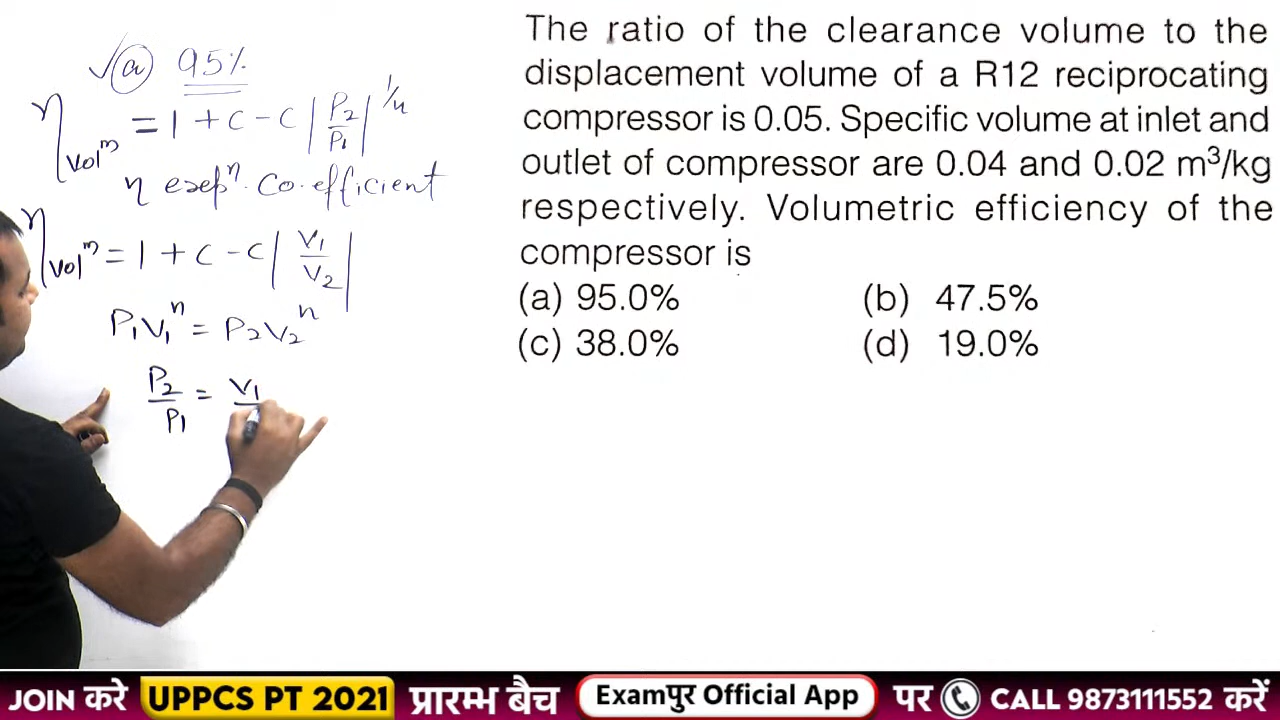 √(a) 95%
η vol^m = 1 + C - C |P2/P1|^1/n
η exep^n. Co.efficient
η vol^m = 1 + C - C |V1/V2|
P1V1^n = P2V2^n
P2/P1 = V1
The ratio of the clearance volume to the
displacement volume of a R12 reciprocating
compressor is 0.05. Specific volume at inlet and
outlet of compressor are 0.04 and 0.02 m³/kg
respectively. Volumetric efficiency of the
compressor is
(a) 95.0% (b) 47.5%
(c) 38.0% (d) 19.0%
JOIN करे UPPCS PT 2021 प्रारम्भ बैच Examपुर Official App पर CALL 9873111552 करें